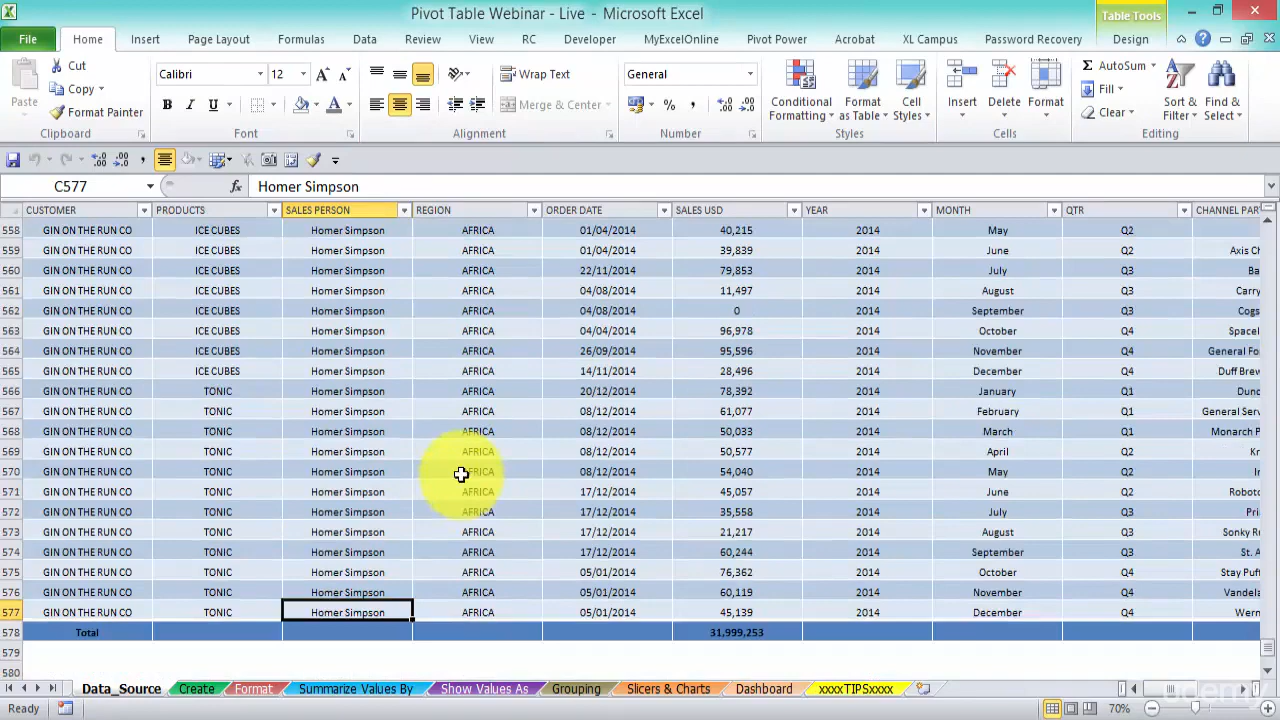 Pivot Table Webinar - Live - Microsoft Excel
Table Tools
File Home Insert Page Layout Formulas Data Review View RC Developer MyExcelOnline Pivot Power Acrobat XL Campus Password Recovery Design
Paste Cut Copy Format Painter
Calibri 12
B I U A
Wrap Text
Merge & Center
General
% ,
Conditional Formatting Format as Table Cell Styles
Insert Delete Format
Σ AutoSum Fill Clear
Sort & Filter Find & Select
Clipboard Font Alignment Number Styles Cells Editing
C577 fx Homer Simpson
CUSTOMER PRODUCTS SALES PERSON REGION ORDER DATE SALES USD YEAR MONTH QTR CHANNEL PAR
558 GIN ON THE RUN CO ICE CUBES Homer Simpson AFRICA 01/04/2014 40,215 2014 May Q2
559 GIN ON THE RUN CO ICE CUBES Homer Simpson AFRICA 01/04/2014 39,839 2014 June Q2 Axis Ch
560 GIN ON THE RUN CO ICE CUBES Homer Simpson AFRICA 22/11/2014 79,853 2014 July Q3 Ba
561 GIN ON THE RUN CO ICE CUBES Homer Simpson AFRICA 04/08/2014 11,497 2014 August Q3 Carry
562 GIN ON THE RUN CO ICE CUBES Homer Simpson AFRICA 04/08/2014 0 2014 September Q3 Cogs
563 GIN ON THE RUN CO ICE CUBES Homer Simpson AFRICA 04/04/2014 96,978 2014 October Q4 Spacel
564 GIN ON THE RUN CO ICE CUBES Homer Simpson AFRICA 26/09/2014 95,596 2014 November Q4 General Fo
565 GIN ON THE RUN CO ICE CUBES Homer Simpson AFRICA 14/11/2014 28,496 2014 December Q4 Duff Brew
566 GIN ON THE RUN CO TONIC Homer Simpson AFRICA 20/12/2014 78,392 2014 January Q1 Dund
567 GIN ON THE RUN CO TONIC Homer Simpson AFRICA 08/12/2014 61,077 2014 February Q1 General Serv
568 GIN ON THE RUN CO TONIC Homer Simpson AFRICA 08/12/2014 50,033 2014 March Q1 Monarch P
569 GIN ON THE RUN CO TONIC Homer Simpson AFRICA 08/12/2014 50,577 2014 April Q2 Kr
570 GIN ON THE RUN CO TONIC Homer Simpson AFRICA 08/12/2014 54,040 2014 May Q2 In
571 GIN ON THE RUN CO TONIC Homer Simpson AFRICA 17/12/2014 45,057 2014 June Q2 Roboto
572 GIN ON THE RUN CO TONIC Homer Simpson AFRICA 17/12/2014 35,558 2014 July Q3 Pri
573 GIN ON THE RUN CO TONIC Homer Simpson AFRICA 17/12/2014 21,217 2014 August Q3 Sonky Ro
574 GIN ON THE RUN CO TONIC Homer Simpson AFRICA 17/12/2014 60,244 2014 September Q3 St. A
575 GIN ON THE RUN CO TONIC Homer Simpson AFRICA 05/01/2014 76,362 2014 October Q4 Stay Puf
576 GIN ON THE RUN CO TONIC Homer Simpson AFRICA 05/01/2014 60,119 2014 November Q4 Vandela
577 GIN ON THE RUN CO TONIC Homer Simpson AFRICA 05/01/2014 45,139 2014 December Q4 Wern
578 Total 31,999,253
579
580
Data_Source Create Format Summarize Values By Show Values As Grouping Slicers & Charts Dashboard xxxxTIPSxxxx
Ready 70%
udemy